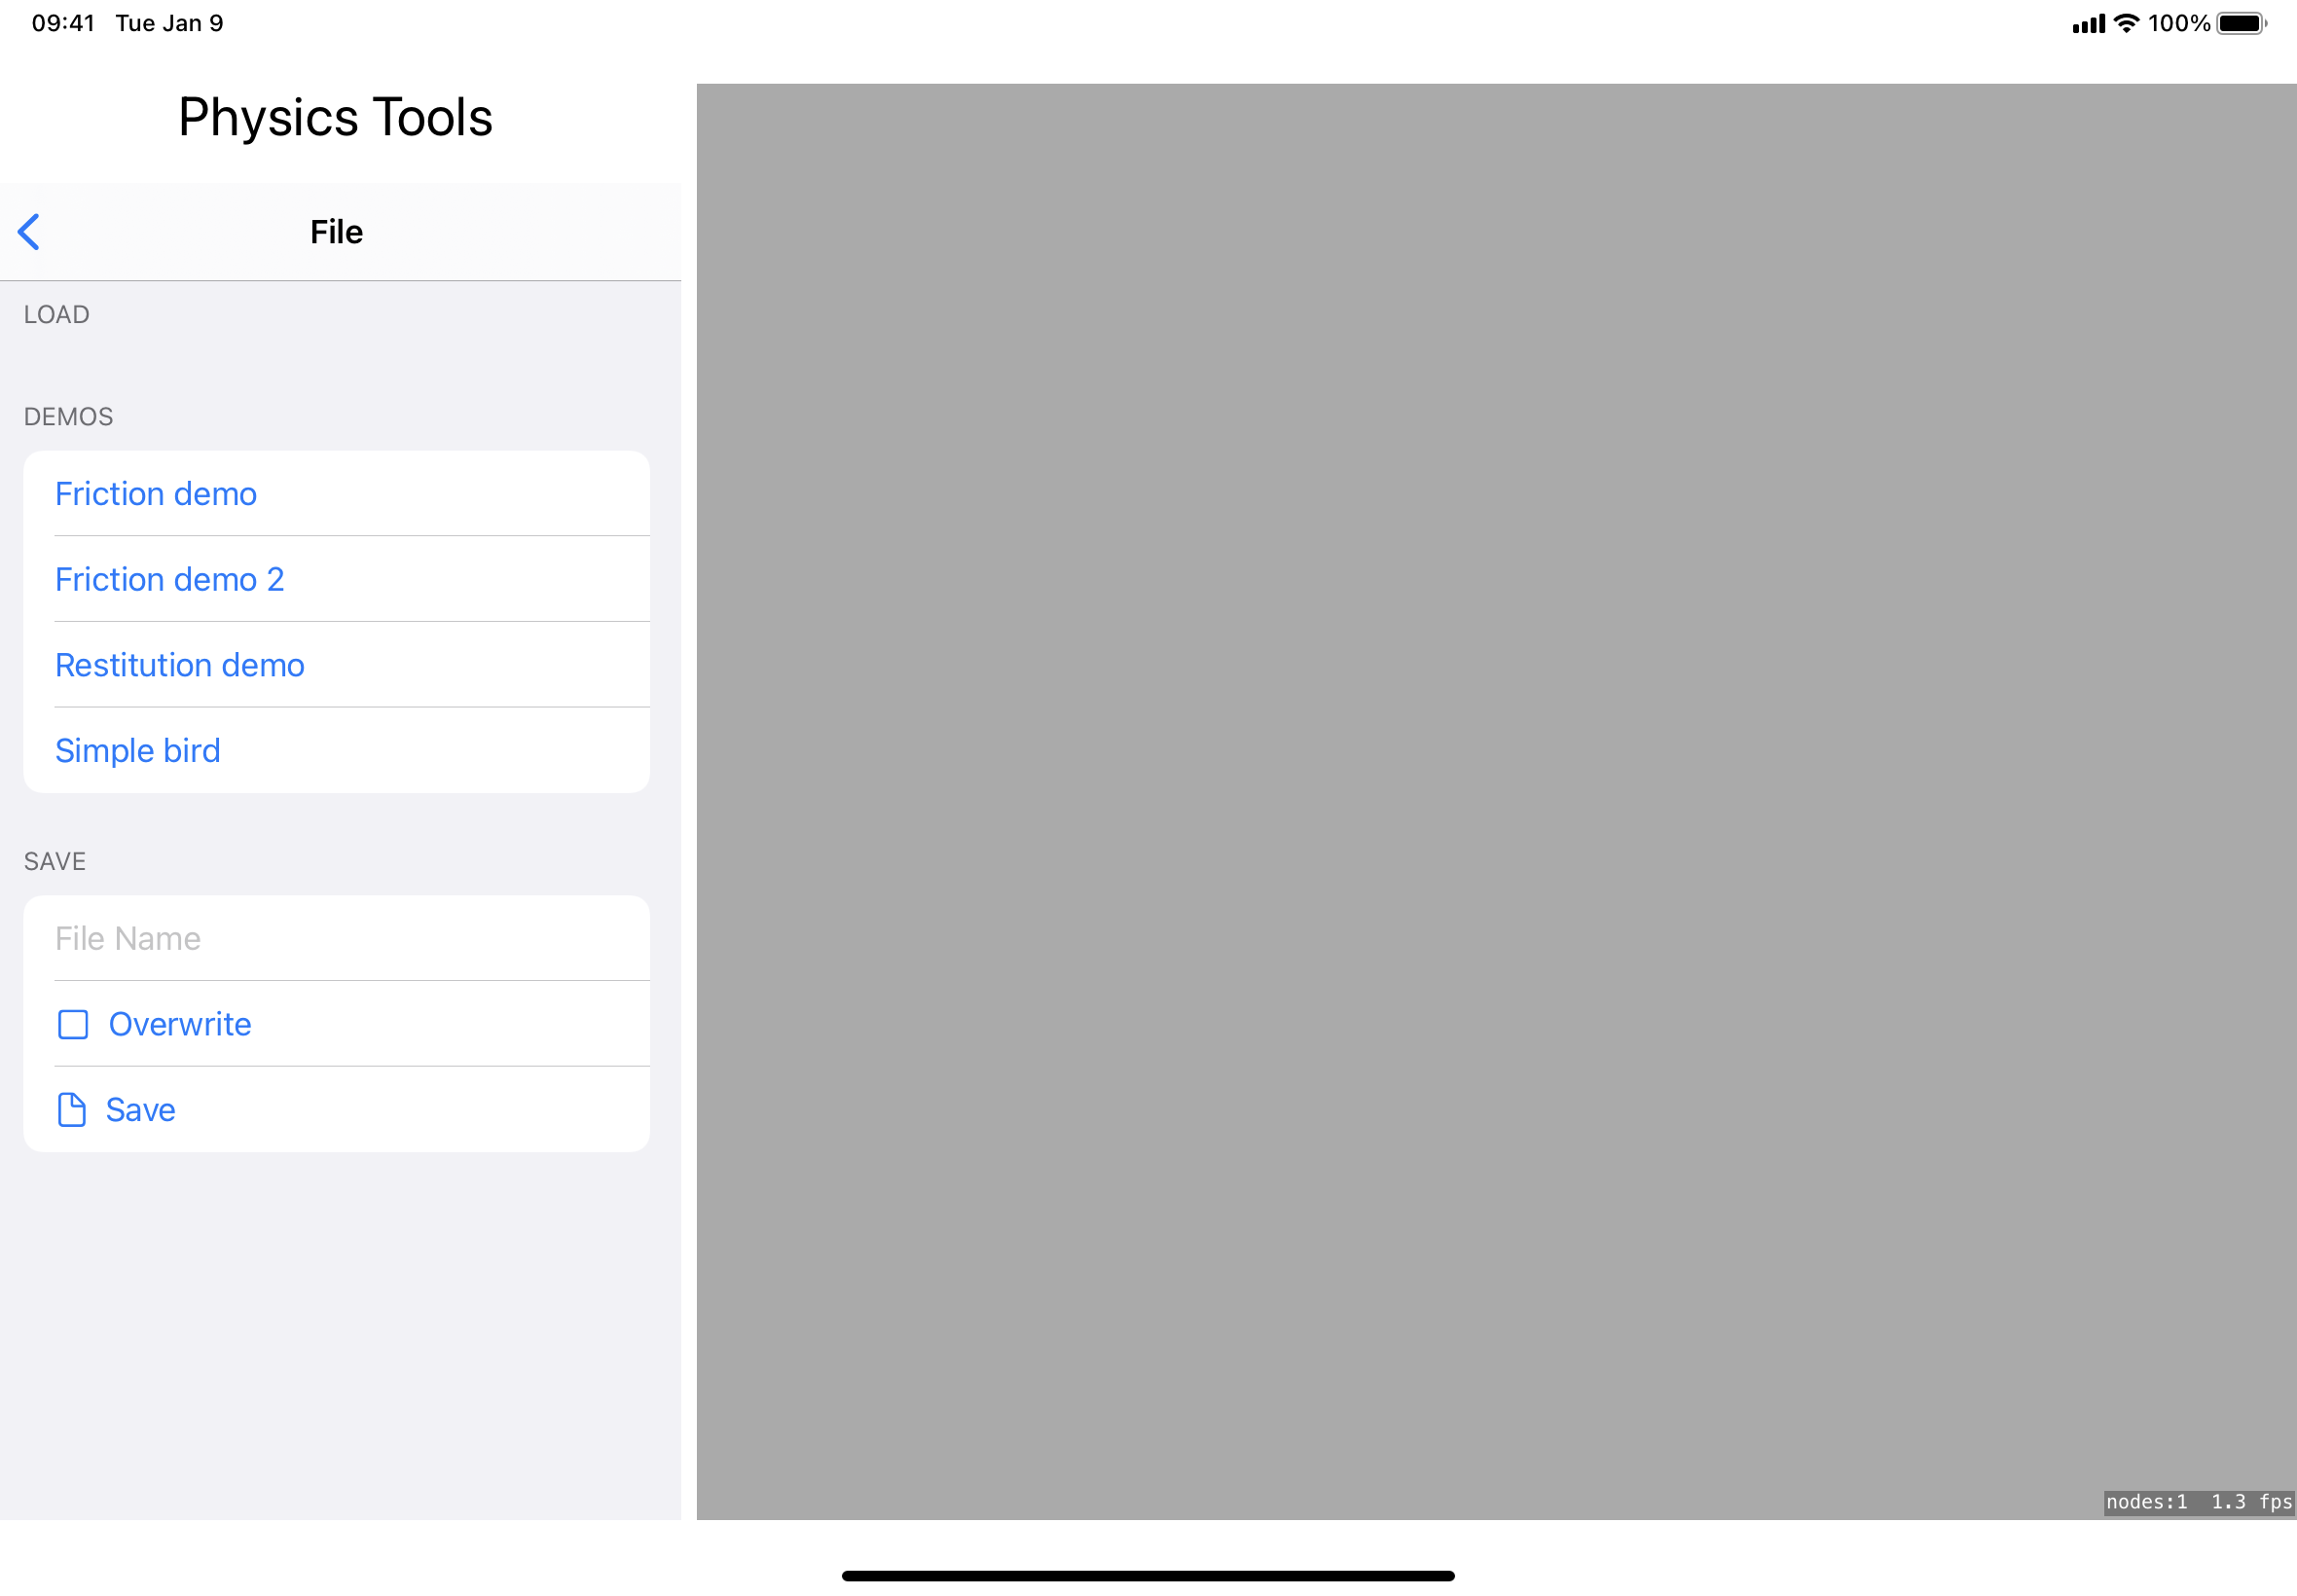 09:41 Tue Jan 9
100%
Physics Tools
File
LOAD
DEMOS
Friction demo
Friction demo 2
Restitution demo
Simple bird
SAVE
File Name
Overwrite
Save
nodes:1 1.3 fps